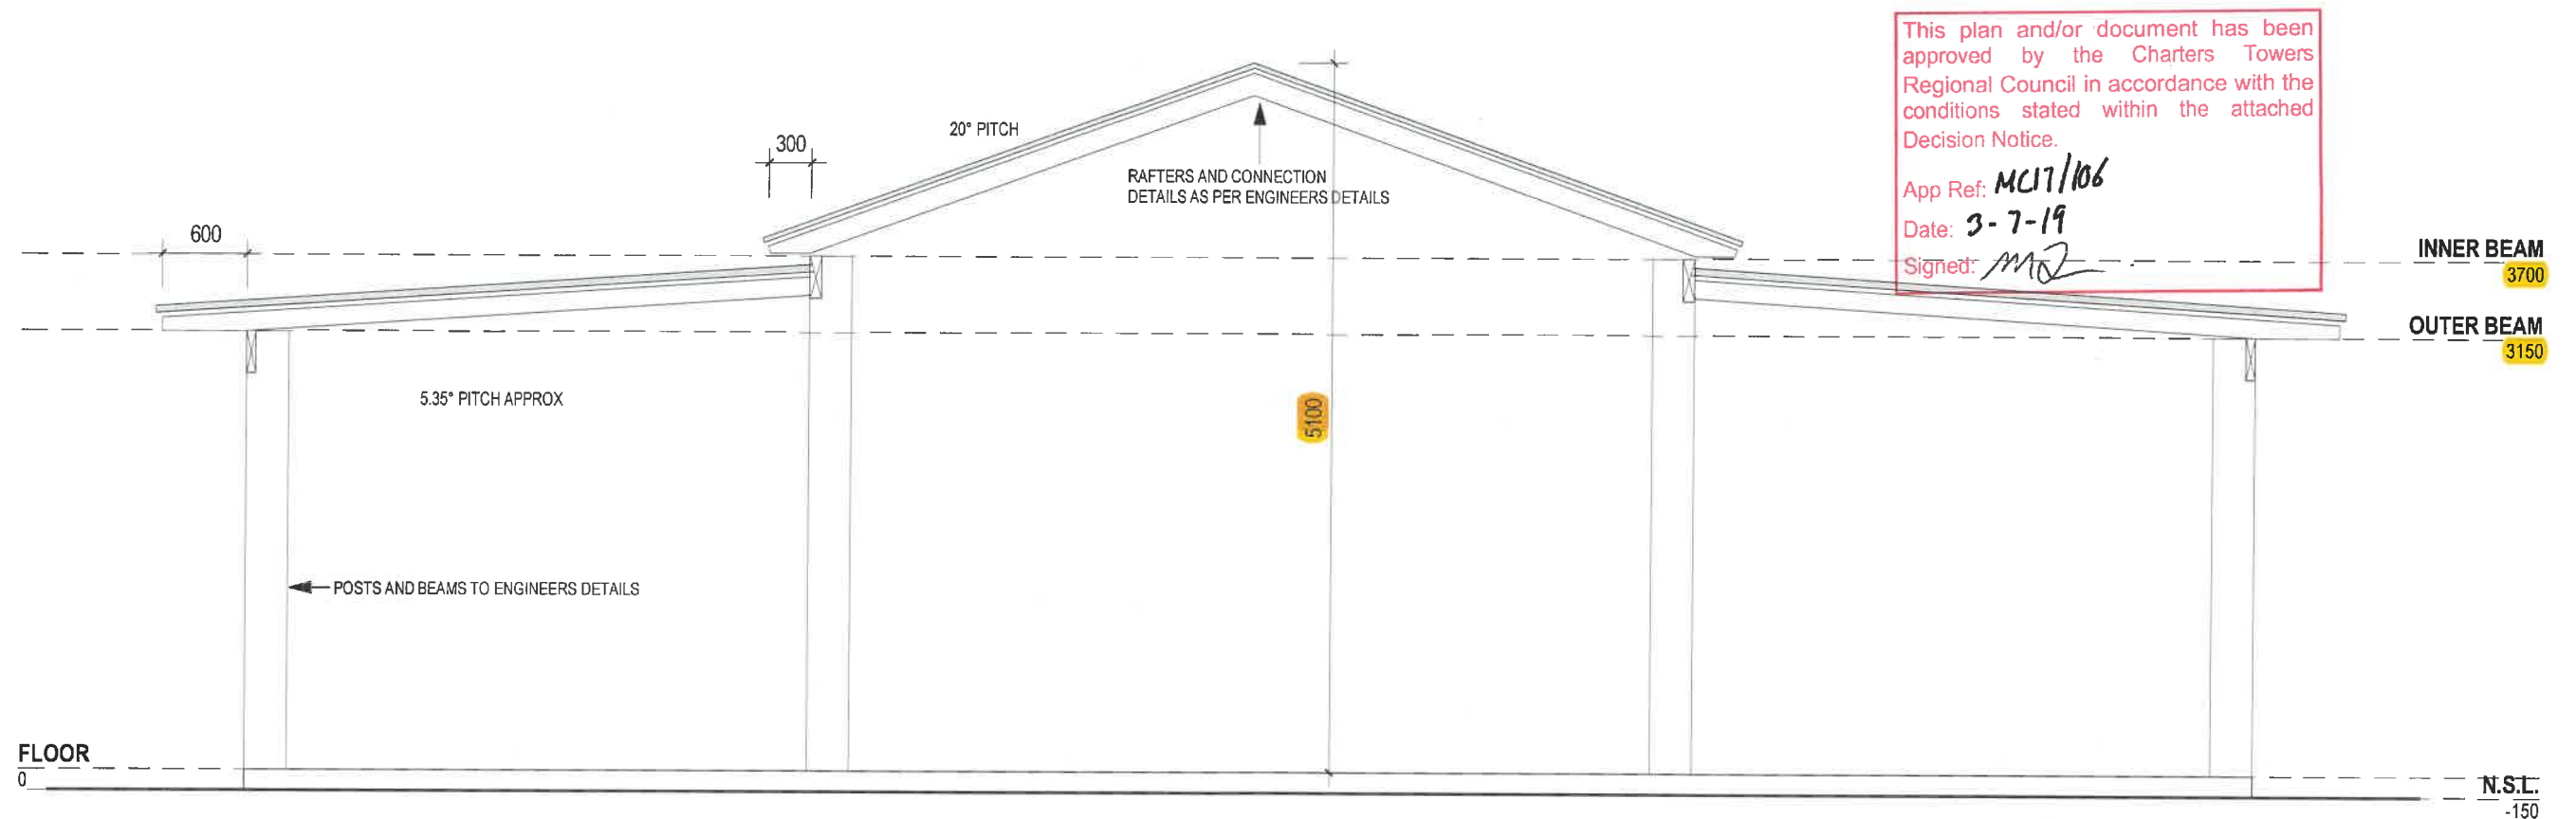 This plan and/or document has been
approved by the Charters Towers
Regional Council in accordance with the
conditions stated within the attached
Decision Notice.
App Ref: MC17/106
Date: 3-7-19
Signed:
20° PITCH
300
RAFTERS AND CONNECTION
DETAILS AS PER ENGINEERS DETAILS
600
INNER BEAM
3700
OUTER BEAM
3150
5.35° PITCH APPROX
5100
POSTS AND BEAMS TO ENGINEERS DETAILS
FLOOR
0
N.S.L.
-150